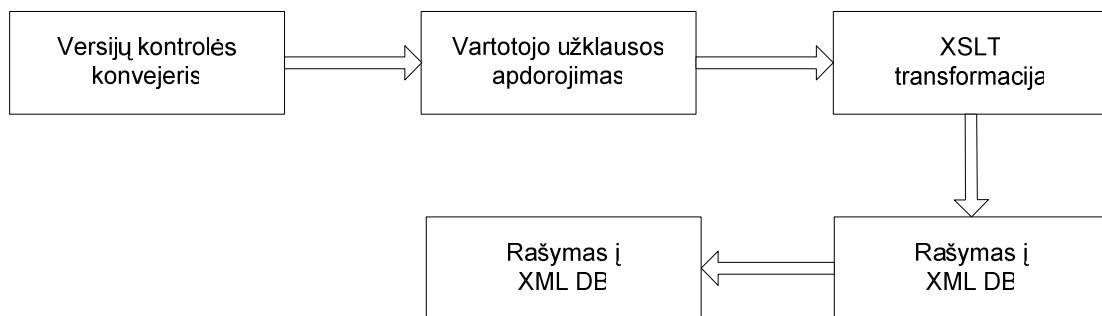 Versijų kontrolės
konvejeris
Vartotojo užklausos
apdorojimas
XSLT
transformacija
Rašymas į
XML DB
Rašymas į
XML DB